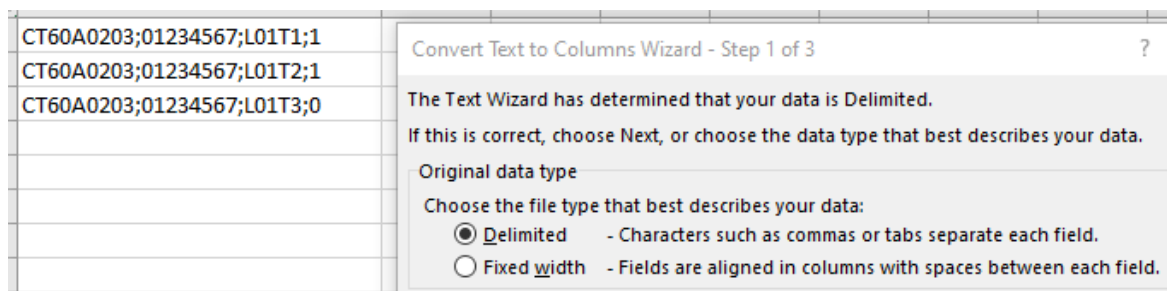 CT60A0203;01234567;L01T1;1
CT60A0203;01234567;L01T2;1
CT60A0203;01234567;L01T3;0
Convert Text to Columns Wizard - Step 1 of 3 ?
The Text Wizard has determined that your data is Delimited.
If this is correct, choose Next, or choose the data type that best describes your data.
Original data type
Choose the file type that best describes your data:
Delimited - Characters such as commas or tabs separate each field.
Fixed width - Fields are aligned in columns with spaces between each field.